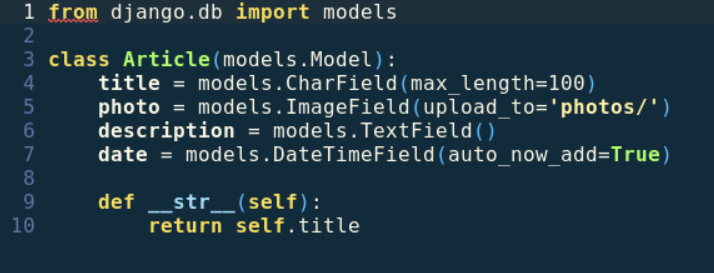 1 from django.db import models
2
3 class Article(models.Model):
4     title = models.CharField(max_length=100)
5     photo = models.ImageField(upload_to='photos/')
6     description = models.TextField()
7     date = models.DateTimeField(auto_now_add=True)
8
9     def __str__(self):
10         return self.title